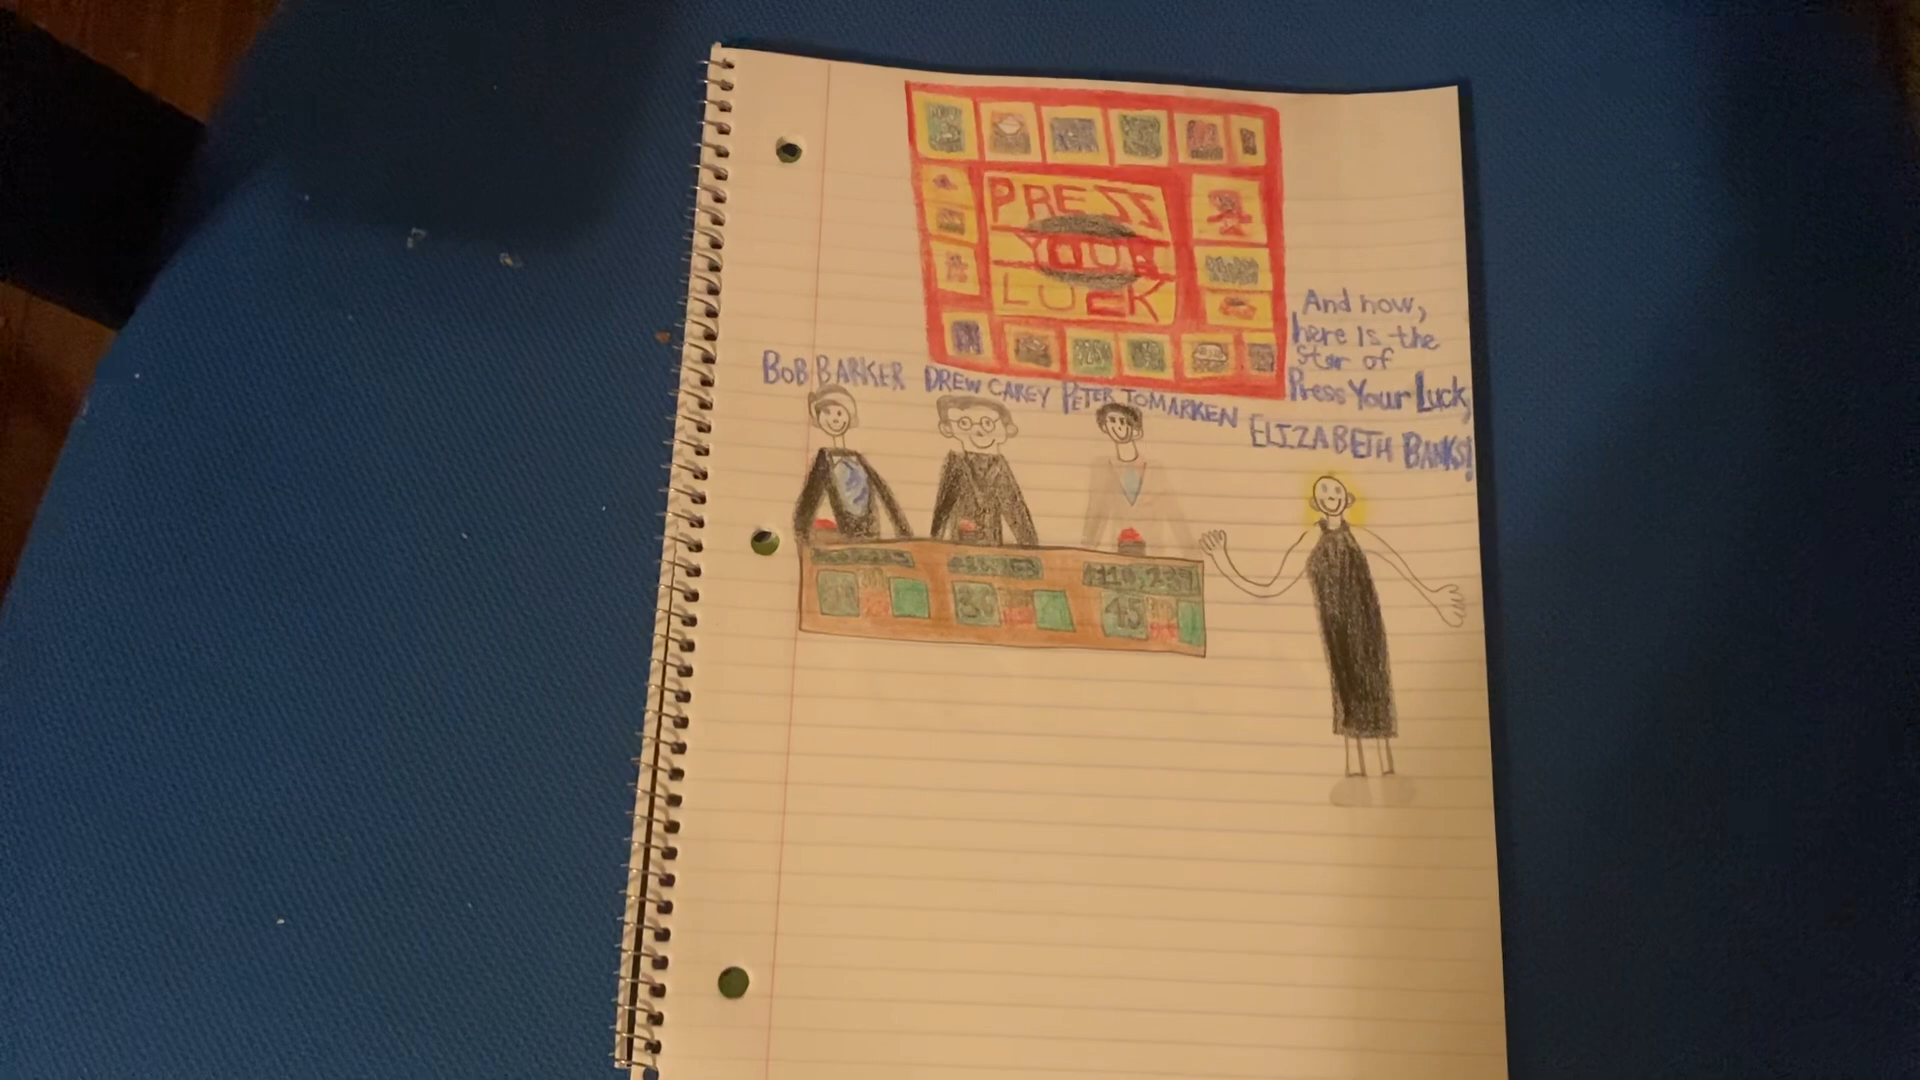 PRESS
YOUR
LUCK
And now,
here is the
star of
Press Your Luck,
ELIZABETH BANKS!
BOB BARKER DREW CAREY PETER TOMARKEN
45